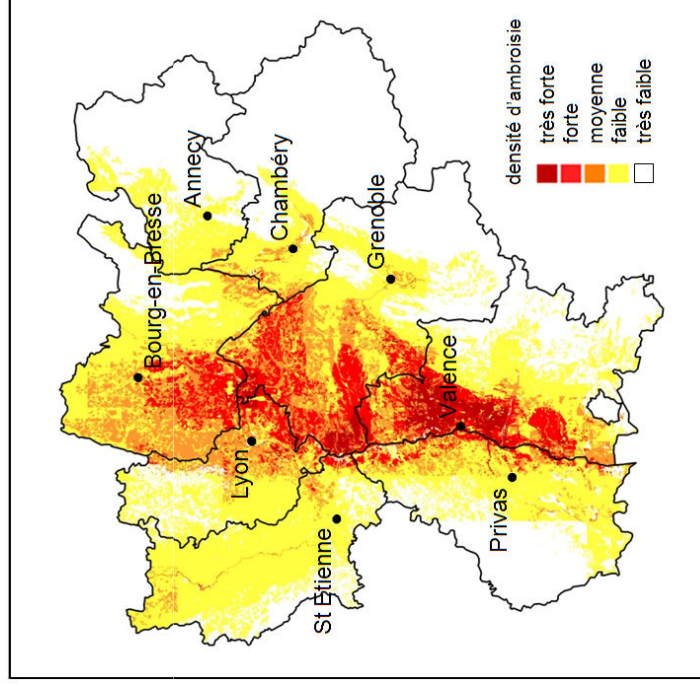 Bourg-en-Bresse
Annecy
Lyon
Chambéry
St Etienne
Grenoble
Valence
Privas
densité d'ambroisie
très forte
forte
moyenne
faible
très faible